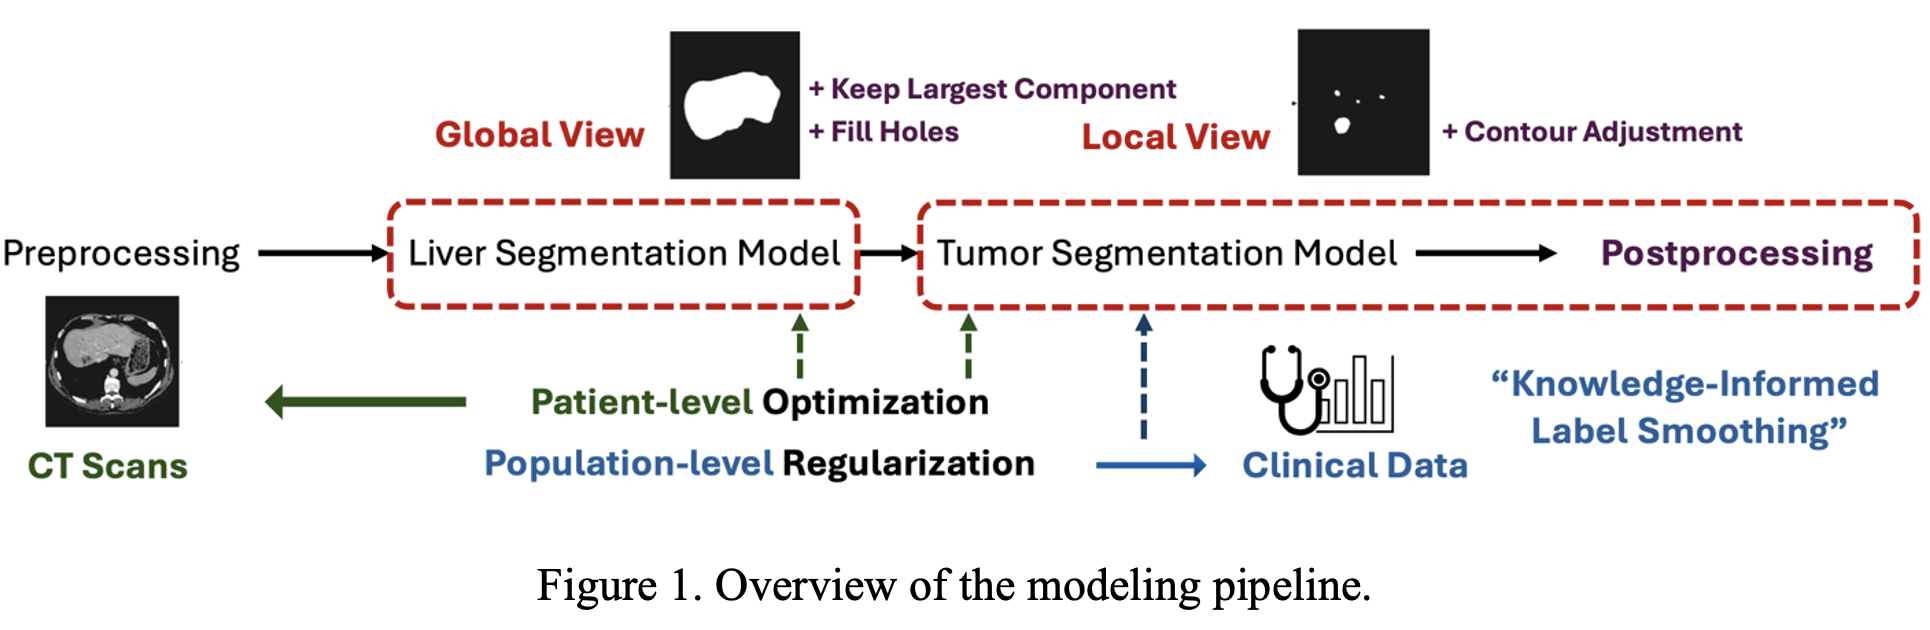 + Keep Largest Component
Global View
+ Fill Holes
Local View
+ Contour Adjustment
Preprocessing
Liver Segmentation Model
Tumor Segmentation Model
Postprocessing
Patient-level Optimization
Population-level Regularization
CT Scans
Clinical Data
“Knowledge-Informed
Label Smoothing”
Figure 1. Overview of the modeling pipeline.